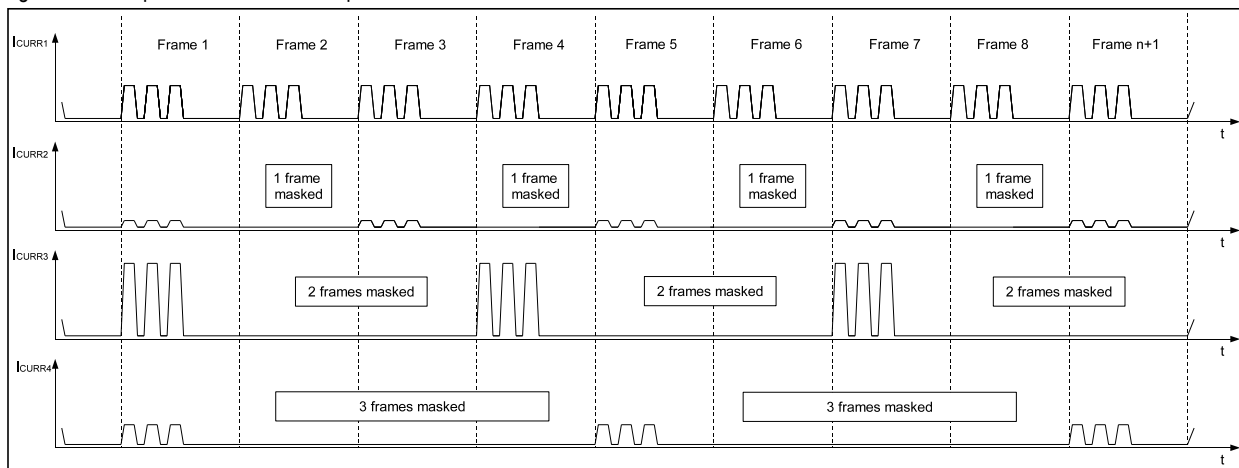 ICURR1
Frame 1
Frame 2
Frame 3
Frame 4
Frame 5
Frame 6
Frame 7
Frame 8
Frame n+1
t
ICURR2
1 frame
masked
1 frame
masked
1 frame
masked
1 frame
masked
t
ICURR3
2 frames masked
2 frames masked
2 frames masked
t
ICURR4
3 frames masked
3 frames masked
t